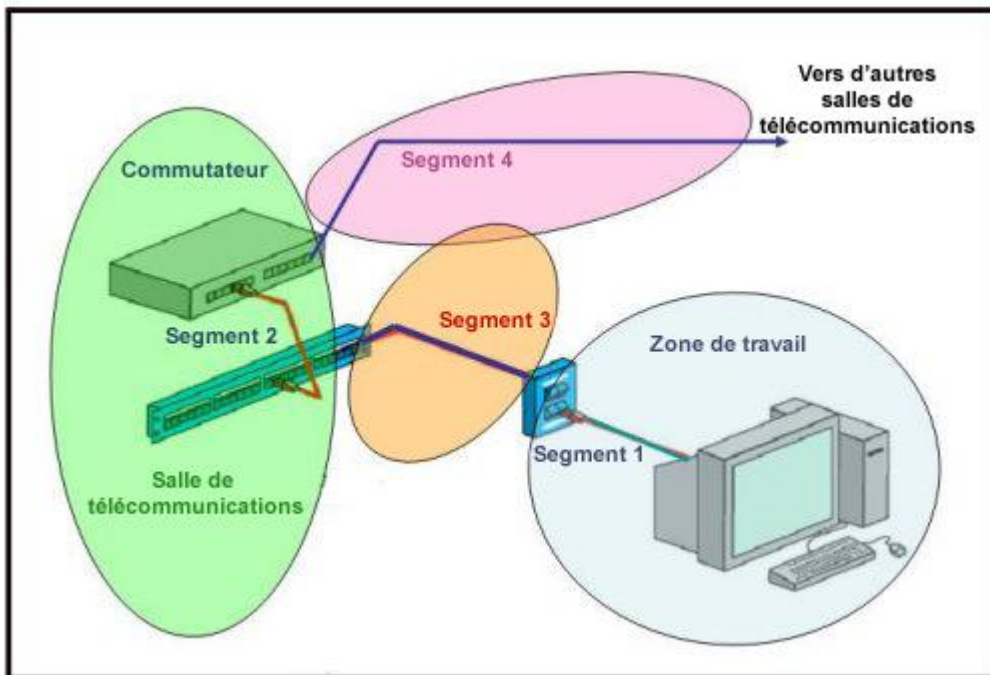 Vers d'autres
salles de
télécommunications
Segment 4
Commutateur
Segment 3
Segment 2
Zone de travail
Segment 1
Salle de
télécommunications